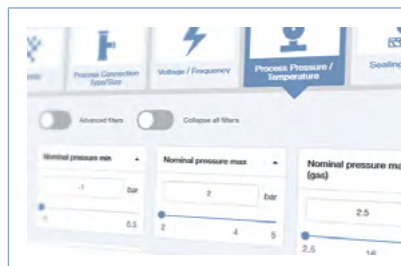 Process Connection
Type/Size
Voltage / Frequency
Process Pressure /
Temperature
Sealing
Advanced filters
Collapse all filters
Nominal pressure min
Nominal pressure max
Nominal pressure ma
(gas)
-1
bar
2
bar
2.5
-1
0.5
2
4
5
2.5
16